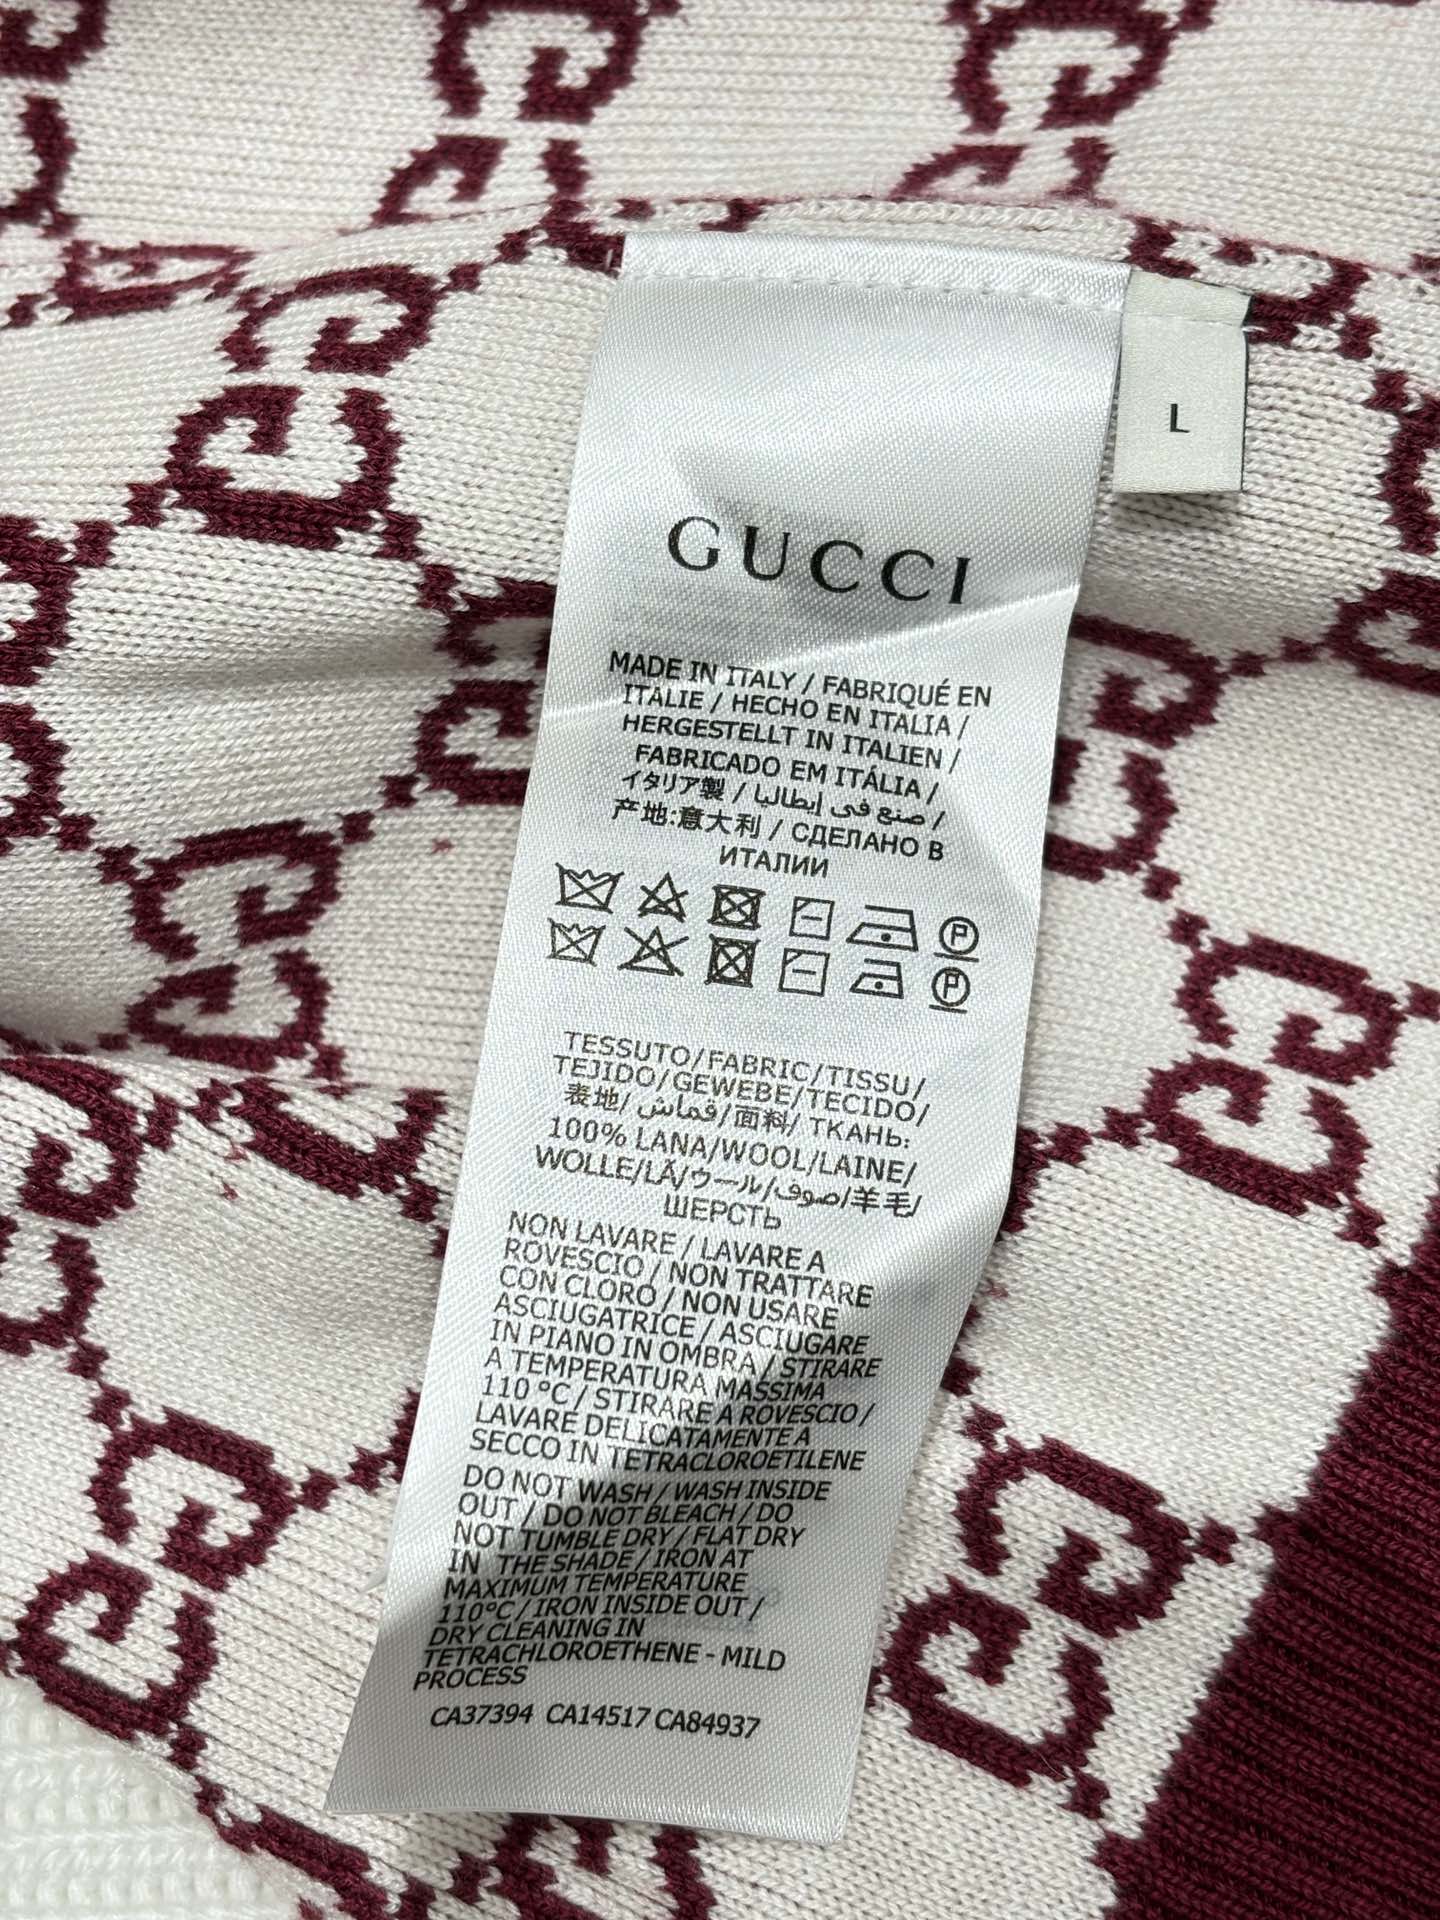 L
GUCCI
MADE IN ITALY / FABRIQUÉ EN
ITALIE / HECHO EN ITALIA /
HERGESTELLT IN ITALIEN /
FABRICADO EM ITÁLIA /
イタリア製 / صنع في إيطاليا /
产地:意大利 / СДЕЛАНО В
ИТАЛИИ
TESSUTO/FABRIC/TISSU/
TEJIDO/GEWEBE/TECIDO/
表地/ قماش/面料/ ТКАНЬ:
100% LANA/WOOL/LAINE/
WOLLE/LÃ/ウール/صوف/羊毛/
ШЕРСТЬ
NON LAVARE / LAVARE A
ROVESCIO / NON TRATTARE
CON CLORO / NON USARE
ASCIUGATRICE / ASCIUGARE
IN PIANO IN OMBRA / STIRARE
A TEMPERATURA MASSIMA
110 °C / STIRARE A ROVESCIO /
LAVARE DELICATAMENTE A
SECCO IN TETRACLOROETILENE
DO NOT WASH / WASH INSIDE
OUT / DO NOT BLEACH / DO
NOT TUMBLE DRY / FLAT DRY
IN THE SHADE / IRON AT
MAXIMUM TEMPERATURE
110°C / IRON INSIDE OUT /
DRY CLEANING IN
TETRACHLOROETHENE - MILD
PROCESS
CA37394 CA14517 CA84937